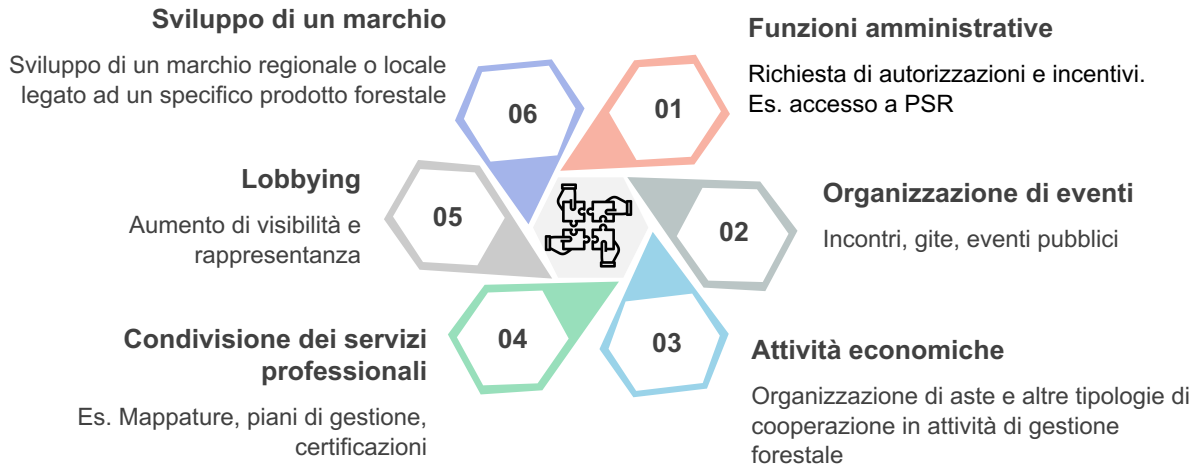 Funzioni amministrative
Richiesta di autorizzazioni e incentivi.
Es. accesso a PSR
01
Organizzazione di eventi
Incontri, gite, eventi pubblici
02
Attività economiche
Organizzazione di aste e altre tipologie di
cooperazione in attività di gestione
forestale
03
Condivisione dei servizi
professionali
Es. Mappature, piani di gestione,
certificazioni
04
Lobbying
Aumento di visibilità e
rappresentanza
05
Sviluppo di un marchio
Sviluppo di un marchio regionale o locale
legato ad un specifico prodotto forestale
06